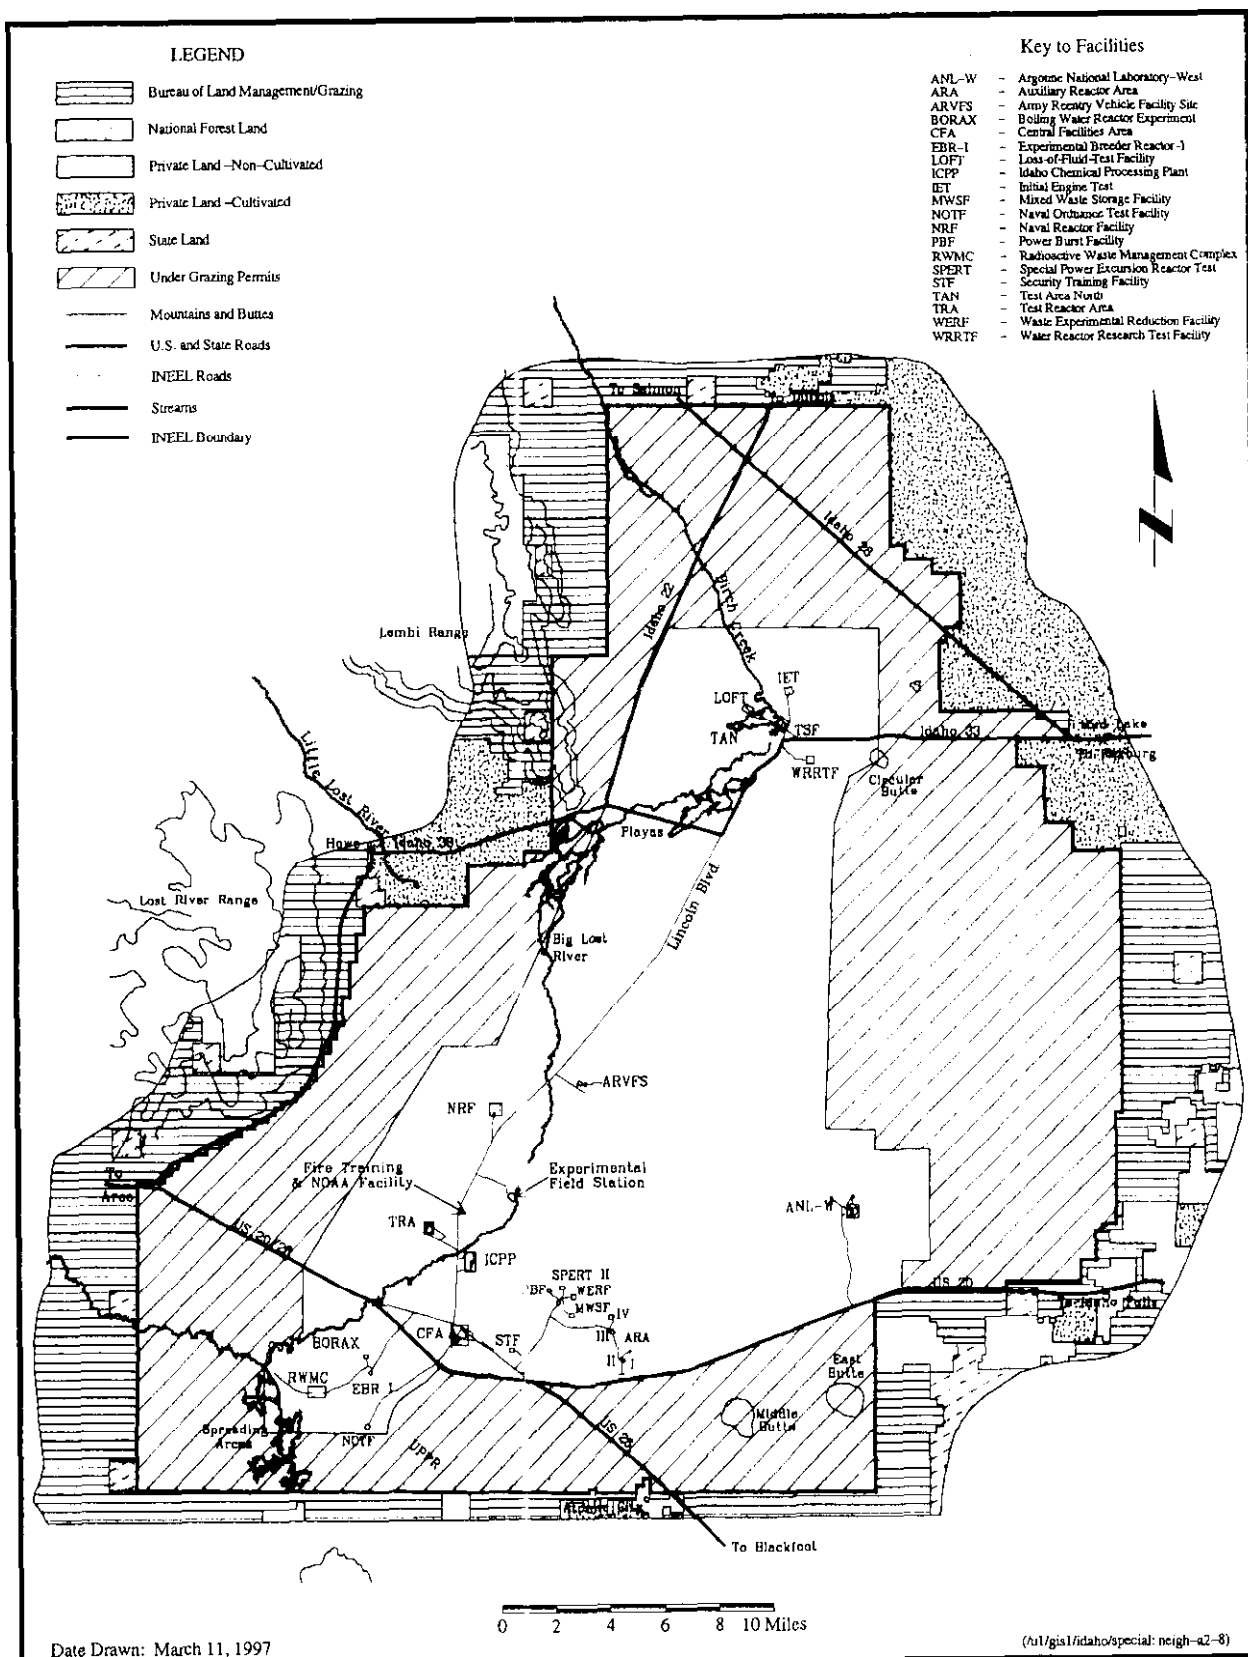 LEGEND
Bureau of Land Management/Grazing
National Forest Land
Private Land -Non-Cultivated
Private Land -Cultivated
State Land
Under Grazing Permits
Mountains and Buttes
U.S. and State Roads
INEEL Roads
Streams
INEEL Boundary
Key to Facilities
ANL-W - Argonne National Laboratory-West
ARA - Auxiliary Reactor Area
ARVFS - Army Reentry Vehicle Facility Site
BORAX - Boiling Water Reactor Experiment
CFA - Central Facilities Area
EBR-I - Experimental Breeder Reactor-I
LOFT - Loss-of-Fluid-Test Facility
ICPP - Idaho Chemical Processing Plant
IET - Initial Engine Test
MWSF - Mixed Waste Storage Facility
NOTF - Naval Ordnance Test Facility
NRF - Naval Reactor Facility
PBF - Power Burst Facility
RWMC - Radioactive Waste Management Complex
SPERT - Special Power Excursion Reactor Test
STF - Security Training Facility
TAN - Test Area North
TRA - Test Reactor Area
WERF - Waste Experimental Reduction Facility
WRRTF - Water Reactor Research Test Facility
To Salmon
Idaho 28
Idaho 22
Birch Creek
Lemhi Range
IET
LOFT
TAN
TSF
Idaho 33
WRRTF
Circular
Butte
Little Lost River
Playas
Howe
Idaho 33
Lost River Range
Lincoln Blvd
Big Lost
River
ARVFS
NRF
Fire Training
& NOAA Facility
Experimental
Field Station
To
Arco
TRA
ANL-W
US 20/26
ICPP
SPERT II
PBF
WERF
MWSF
IV
US 20
To Idaho Falls
BORAX
CFA
STF
III
ARA
II
I
RWMC
EBR I
East
Butte
Middle
Butte
Spreading
Areas
NOTF
UPRR
US 26
Atomic City
To Blackfoot
0 2 4 6 8 10 Miles
Date Drawn: March 11, 1997
(/u1/gis1/idaho/special: neigh-a2-8)